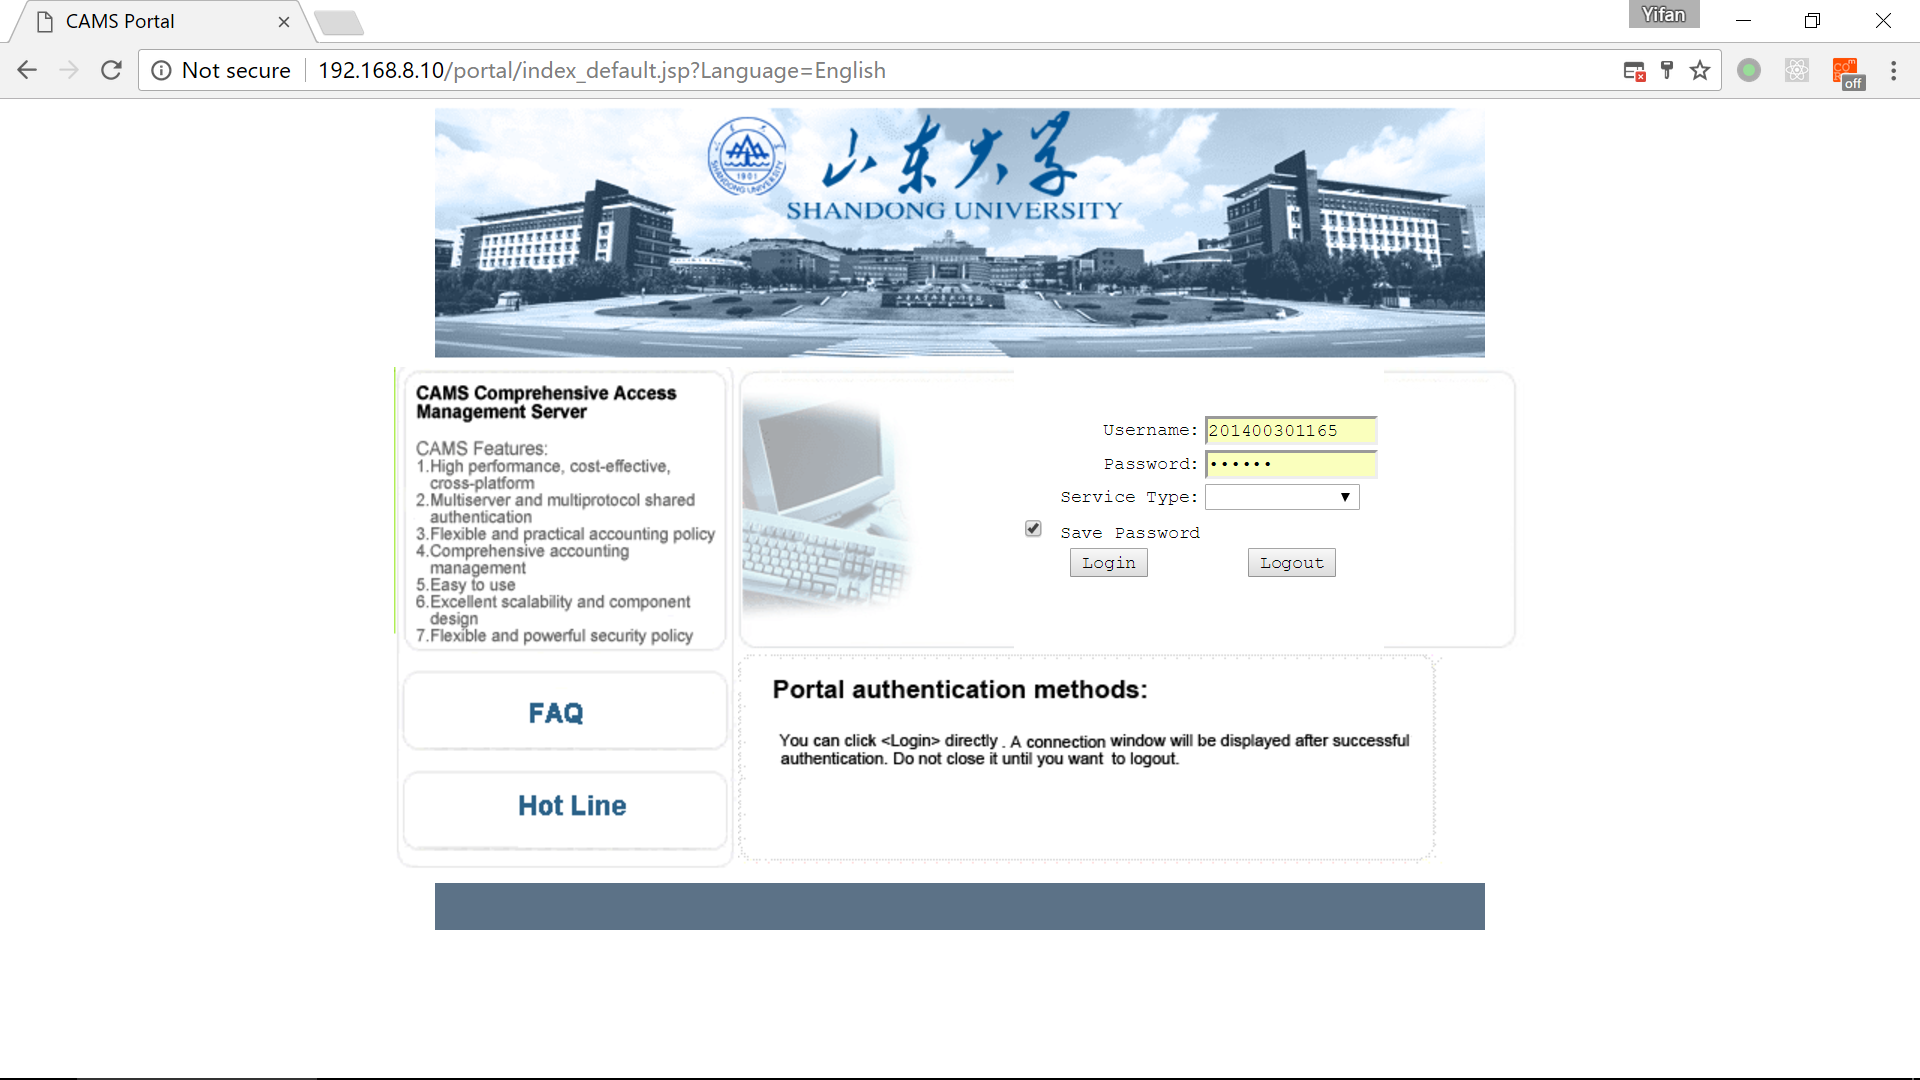 CAMS Portal
Yifan
Not secure
192.168.8.10/portal/index_default.jsp?Language=English
off
山东大学
SHANDONG UNIVERSITY
1901
SHANDONG UNIVERSITY
CAMS Comprehensive Access
Management Server
CAMS Features:
1.High performance, cost-effective,
cross-platform
2.Multiserver and multiprotocol shared
authentication
3.Flexible and practical accounting policy
4.Comprehensive accounting
management
5.Easy to use
6.Excellent scalability and component
design
7.Flexible and powerful security policy
Username: 201400301165
Password: ••••••
Service Type:
Save Password
Login Logout
FAQ
Hot Line
Portal authentication methods:
You can click <Login> directly . A connection window will be displayed after successful
authentication. Do not close it until you want to logout.